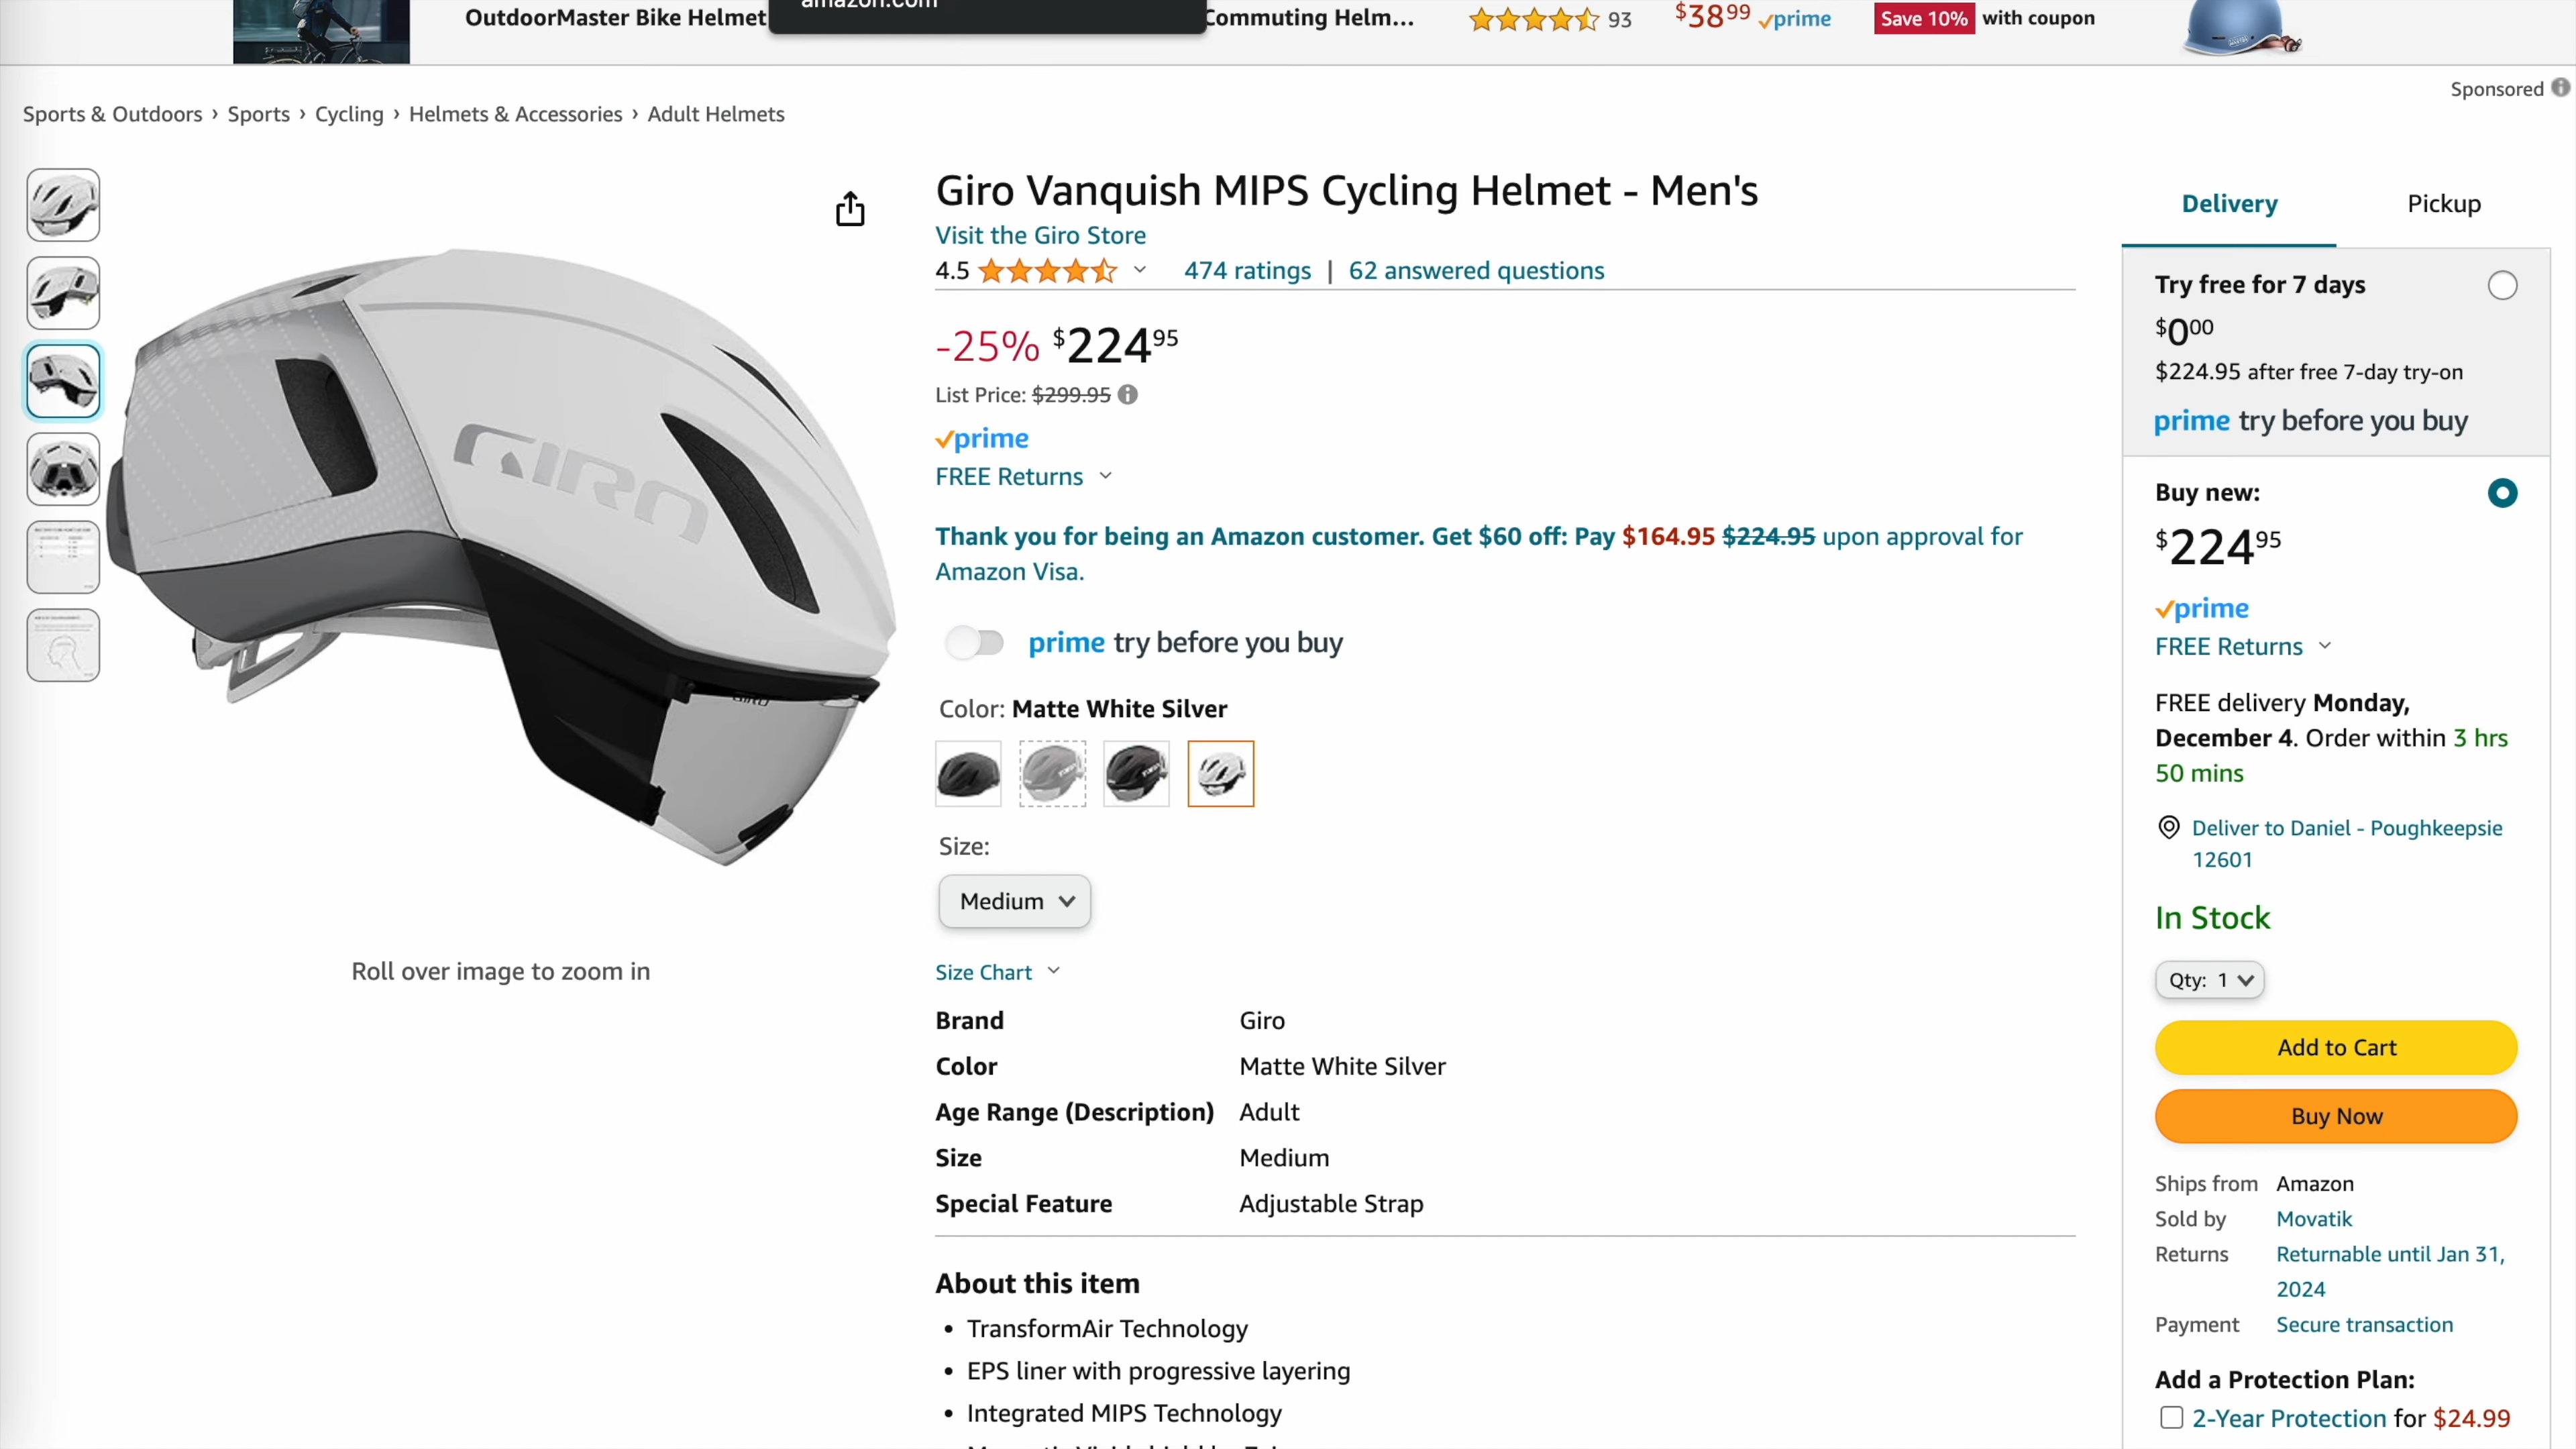 OutdoorMaster Bike Helmet
Commuting Helm...
93
$38.99
prime
Save 10% with coupon
Sponsored
Sports & Outdoors › Sports › Cycling › Helmets & Accessories › Adult Helmets
GIRO
GIRO
Roll over image to zoom in
Giro Vanquish MIPS Cycling Helmet - Men's
Visit the Giro Store
4.5
474 ratings | 62 answered questions
-25% $224.95
List Price: $299.95
prime
FREE Returns
Thank you for being an Amazon customer. Get $60 off: Pay $164.95 $224.95 upon approval for
Amazon Visa.
prime try before you buy
Color: Matte White Silver
Size:
Medium
Size Chart
Brand Giro
Color Matte White Silver
Age Range (Description) Adult
Size Medium
Special Feature Adjustable Strap
About this item
• TransformAir Technology
• EPS liner with progressive layering
• Integrated MIPS Technology
Delivery
Pickup
Try free for 7 days
$0.00
$224.95 after free 7-day try-on
prime try before you buy
Buy new:
$224.95
prime
FREE Returns
FREE delivery Monday,
December 4. Order within 3 hrs
50 mins
Deliver to Daniel - Poughkeepsie
12601
In Stock
Qty: 1
Add to Cart
Buy Now
Ships from Amazon
Sold by Movatik
Returns Returnable until Jan 31,
2024
Payment Secure transaction
Add a Protection Plan:
2-Year Protection for $24.99